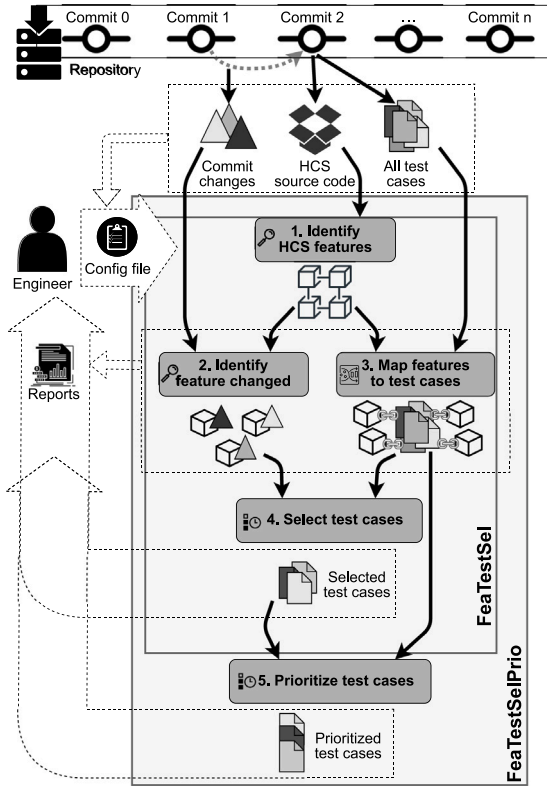 Commit 0
Commit 1
Commit 2
...
Commit n
Repository
Commit
changes
HCS
source code
All test
cases
1. Identify
HCS features
Config file
Engineer
2. Identify
feature changed
3. Map features
to test cases
Reports
4. Select test cases
Selected
test cases
FeaTestSel
5. Prioritize test cases
FeaTestSelPrio
Prioritized
test cases